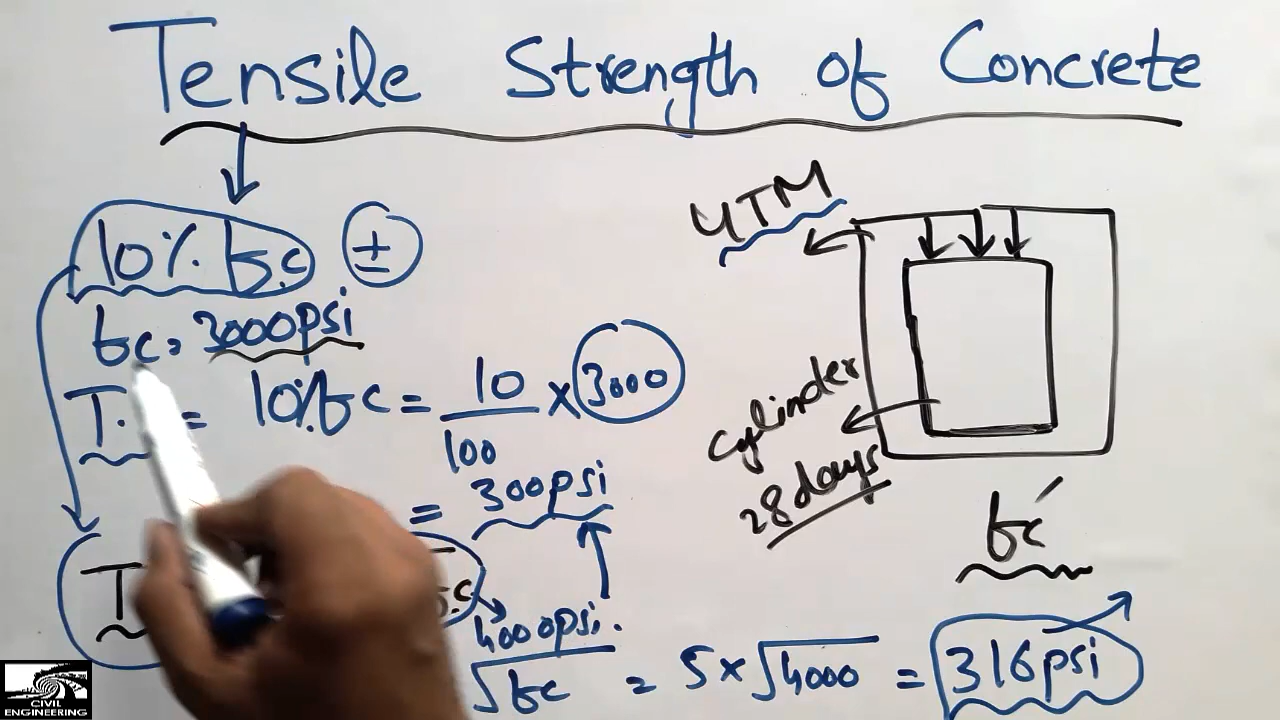 Tensile Strength of Concrete
10% fc ±
fc = 3000psi
T. = 10% fc = 10/100 × 3000
= 300psi
T
4000psi.
√fc = 5 × √4000 = 316psi
UTM
Cylinder
28 days
fc'
CIVIL
ENGINEERING